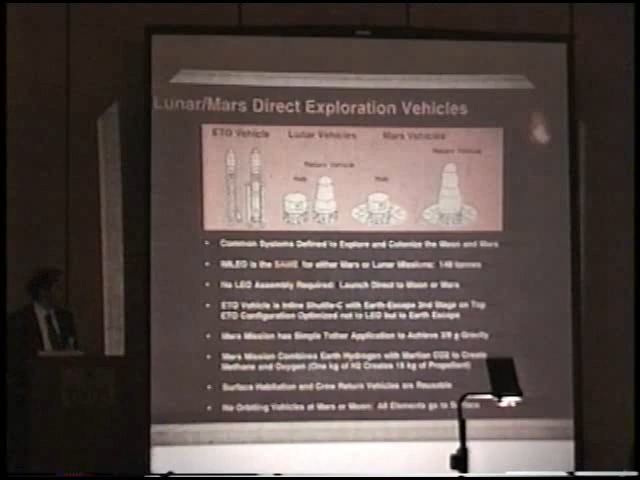 Lunar/Mars Direct Exploration Vehicles
ETO Vehicle Lunar Vehicles Mars Vehicles
Return Vehicle
Return Vehicle
Hab
Hab
• Common Systems Defined to Explore and Colonize the Moon and Mars
• IMLEO is the SAME for either Mars or Lunar Missions: 140 tonnes
• No LEO Assembly Required: Launch Direct to Moon or Mars
• ETO Vehicle is Inline Shuttle-C with Earth-Escape 2nd Stage on Top
ETO Configuration Optimized not to LEO but to Earth Escape
• Mars Mission has Simple Tether Application to Achieve 3/8 g Gravity
• Mars Mission Combines Earth Hydrogen with Martian CO2 to Create
Methane and Oxygen (One kg of H2 Creates 18 kg of Propellant)
• Surface Habitation and Crew Return Vehicles are Reusable
• No Orbiting Vehicles at Mars or Moon: All Elements go to Surface